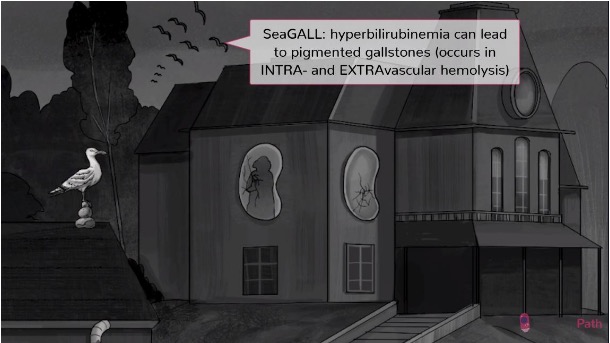 SeaGALL: hyperbilirubinemia can lead
to pigmented gallstones (occurs in
INTRA- and EXTRAvascular hemolysis)
Path